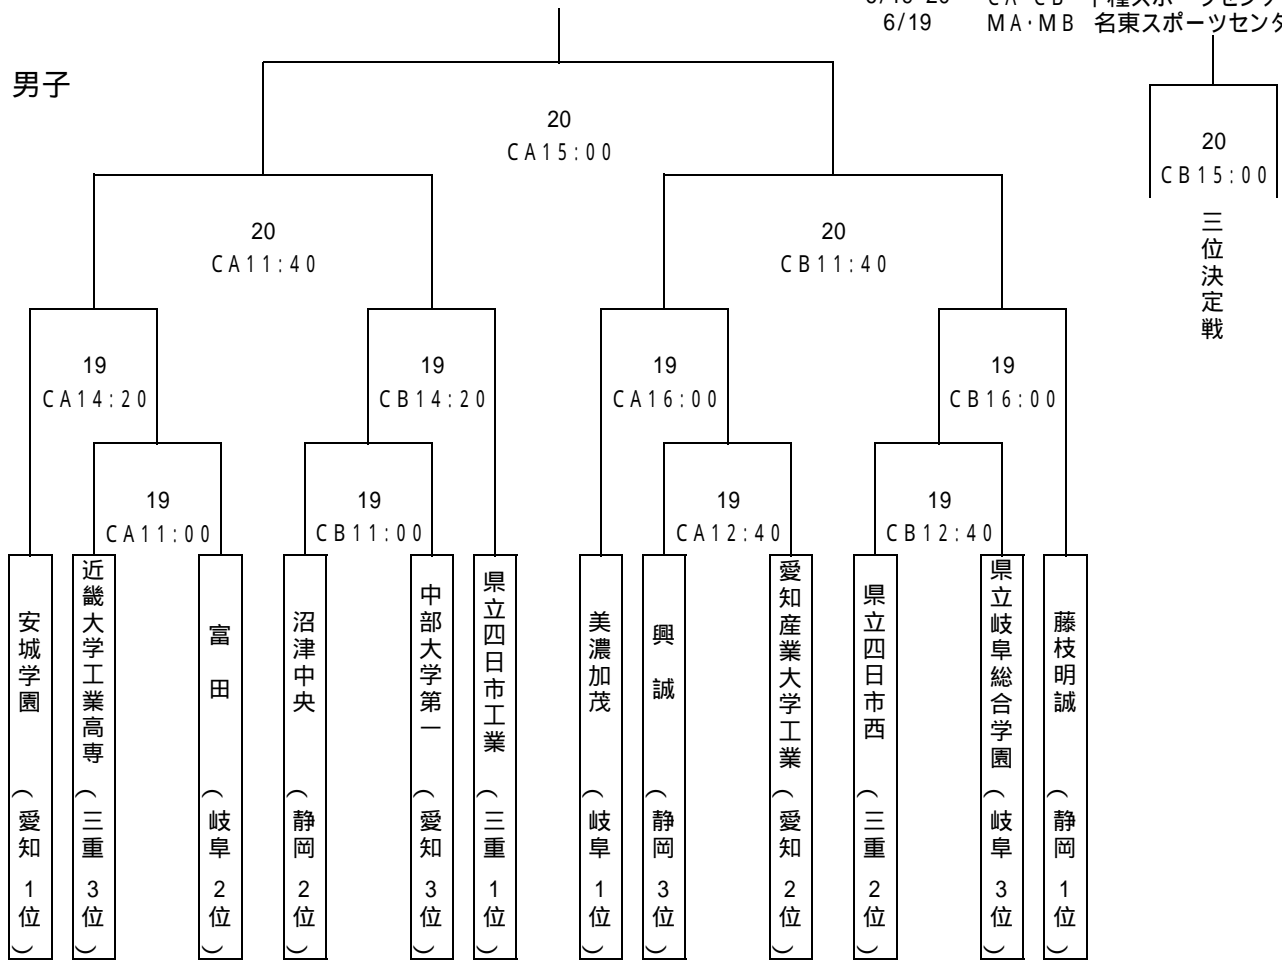 6/19 MA・MB 名東スポーツセンタ
男子
20
CA15:00
20
CB15:00
三位決定戦
20
CA11:40
20
CB11:40
19
CA14:20
19
CB14:20
19
CA16:00
19
CB16:00
19
CA11:00
19
CB11:00
19
CA12:40
19
CB12:40
安城学園（愛知1位）
近畿大学工業高専（三重3位）
富田（岐阜2位）
沼津中央（静岡2位）
中部大学第一（愛知3位）
県立四日市工業（三重1位）
美濃加茂（岐阜1位）
興誠（静岡3位）
愛知産業大学工業（愛知2位）
県立四日市西（三重2位）
県立岐阜総合学園（岐阜3位）
藤枝明誠（静岡1位）